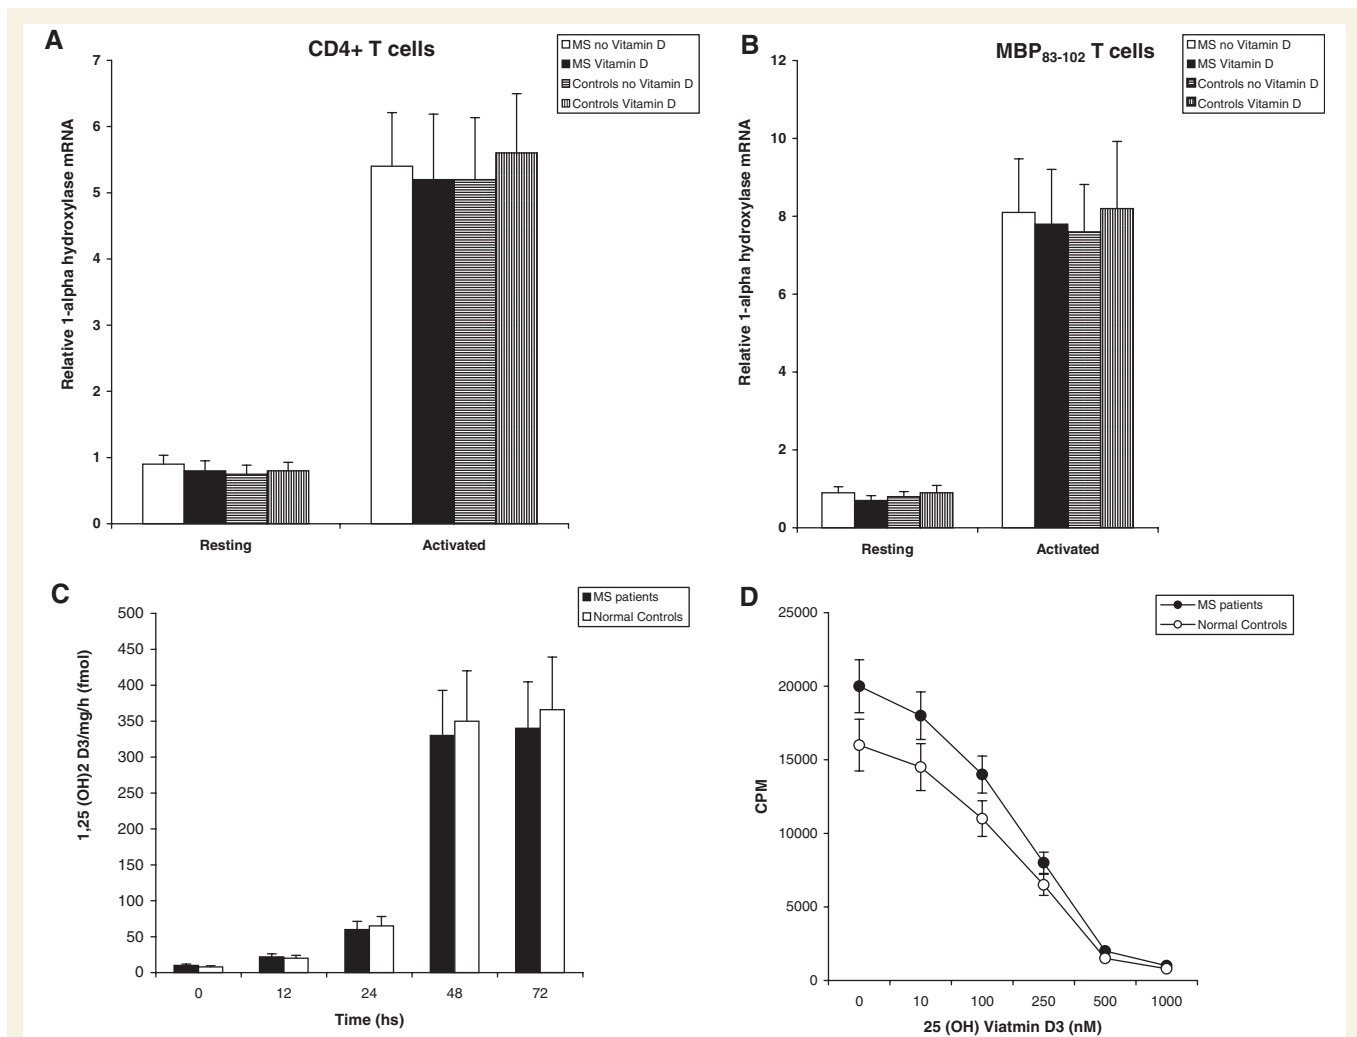 A
CD4+ T cells
MS no Vitamin D
MS Vitamin D
Controls no Vitamin D
Controls Vitamin D
Relative 1-alpha hydroxylase mRNA
7
6
5
4
3
2
1
0
Resting
Activated
B
MBP83-102 T cells
MS no Vitamin D
MS Vitamin D
Controls no Vitamin D
Controls Vitamin D
Relative 1-alpha hydroxylase mRNA
12
10
8
6
4
2
0
Resting
Activated
C
MS patients
Normal Controls
1,25 (OH)2 D3/mg/h (fmol)
500
450
400
350
300
250
200
150
100
50
0
0 12 24 48 72
Time (hs)
D
MS patients
Normal Controls
CPM
25000
20000
15000
10000
5000
0
0 10 100 250 500 1000
25 (OH) Viatmin D3 (nM)